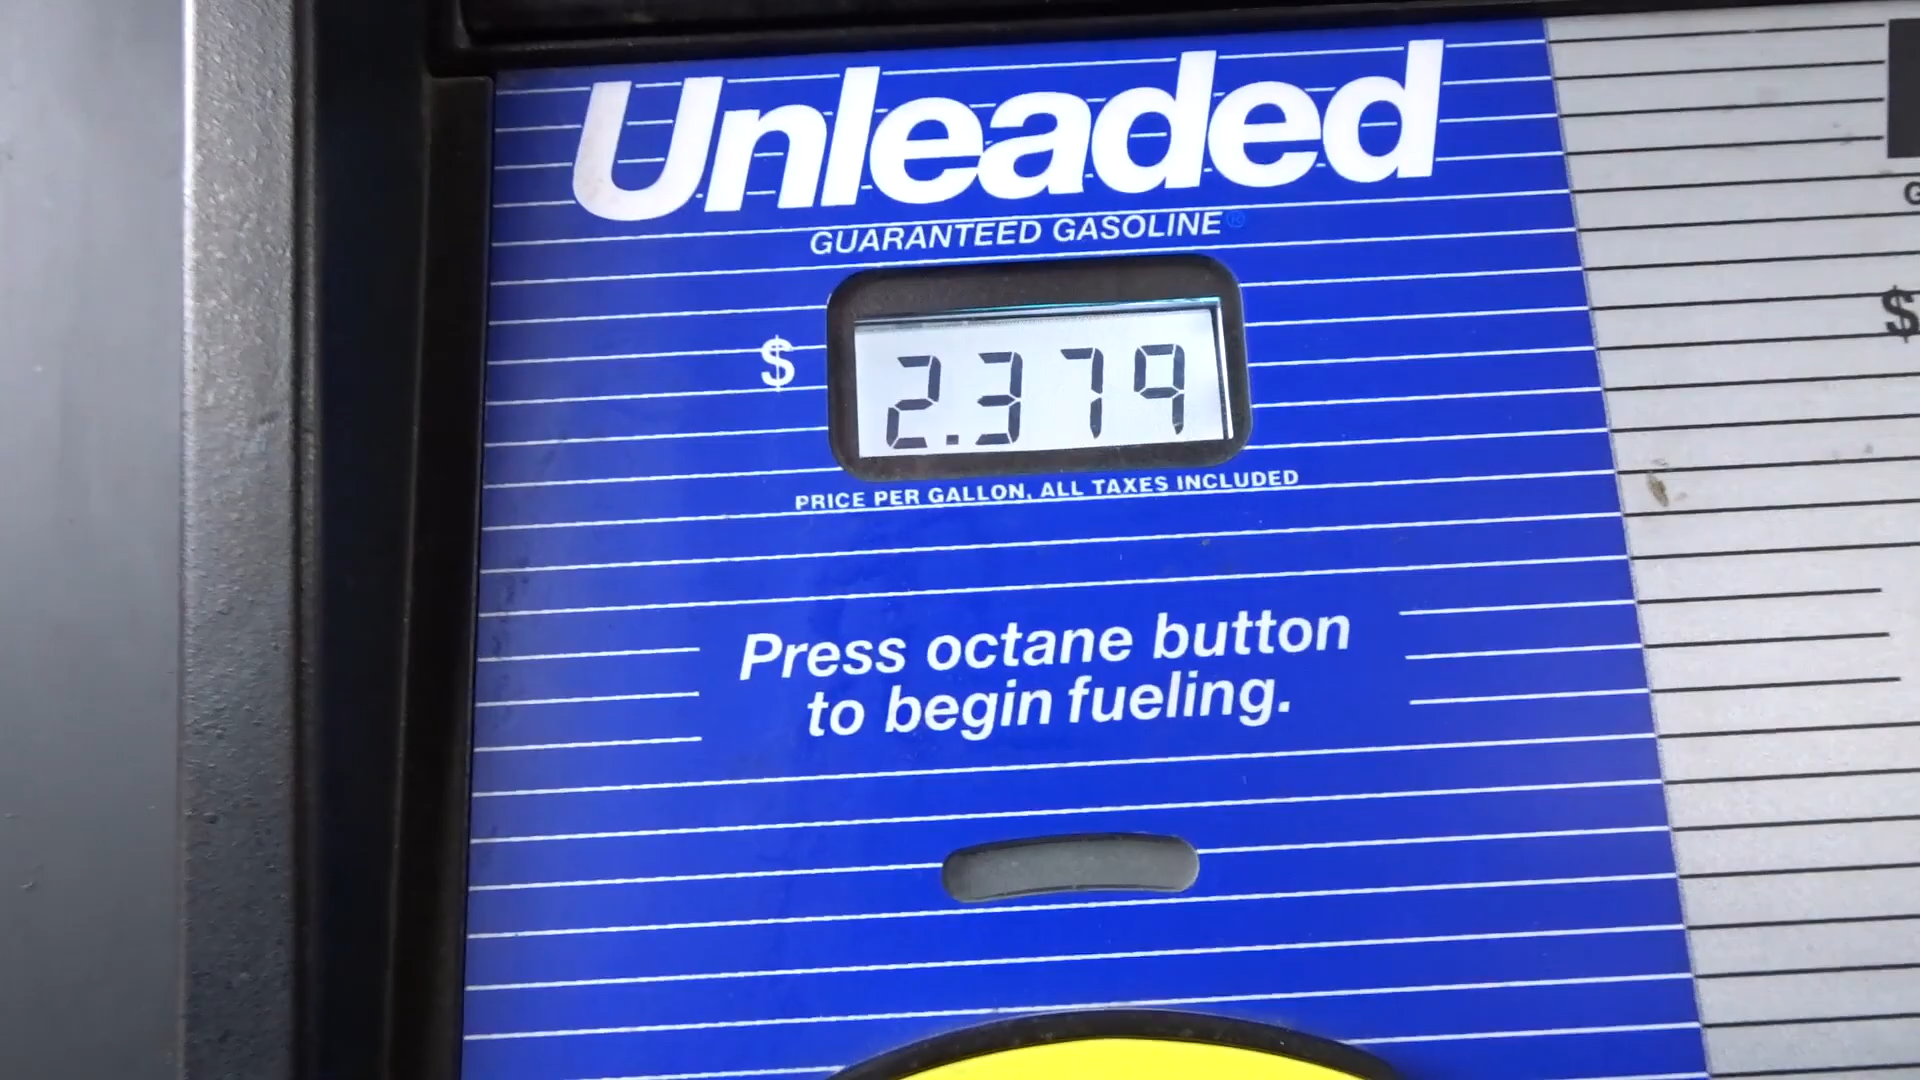 Unleaded
GUARANTEED GASOLINE®
$ 2.379
PRICE PER GALLON, ALL TAXES INCLUDED
Press octane button
to begin fueling.
$